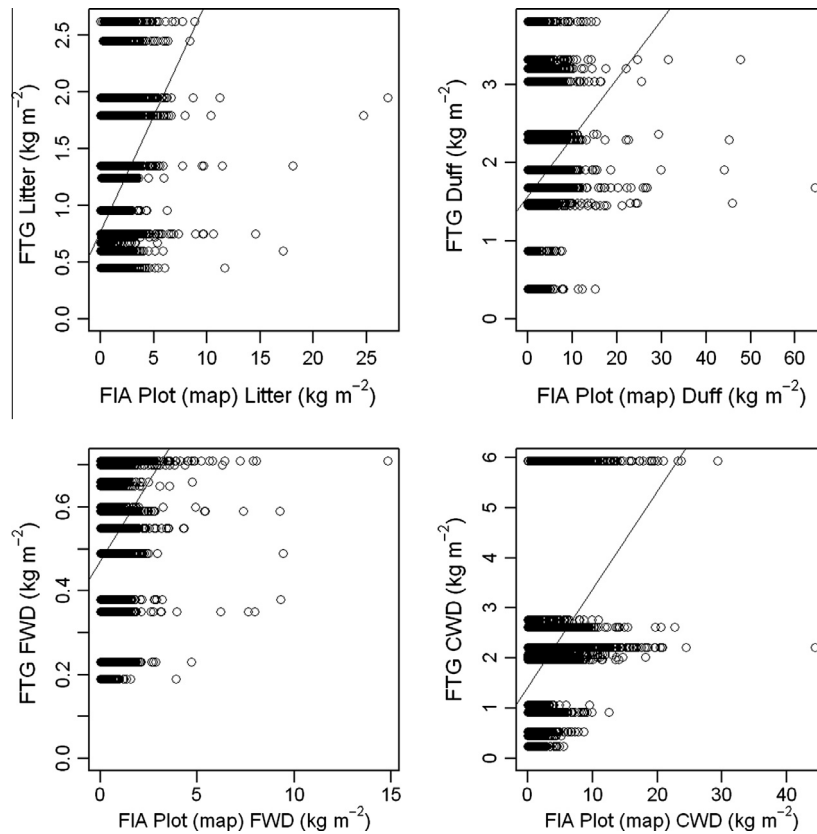 FTG Litter (kg m⁻²)
0.0 0.5 1.0 1.5 2.0 2.5
0 5 10 15 20 25
FIA Plot (map) Litter (kg m⁻²)
FTG Duff (kg m⁻²)
0 1 2 3
0 10 20 30 40 50 60
FIA Plot (map) Duff (kg m⁻²)
FTG FWD (kg m⁻²)
0.0 0.2 0.4 0.6
0 5 10 15
FIA Plot (map) FWD (kg m⁻²)
FTG CWD (kg m⁻²)
0 1 2 3 4 5 6
0 10 20 30 40
FIA Plot (map) CWD (kg m⁻²)